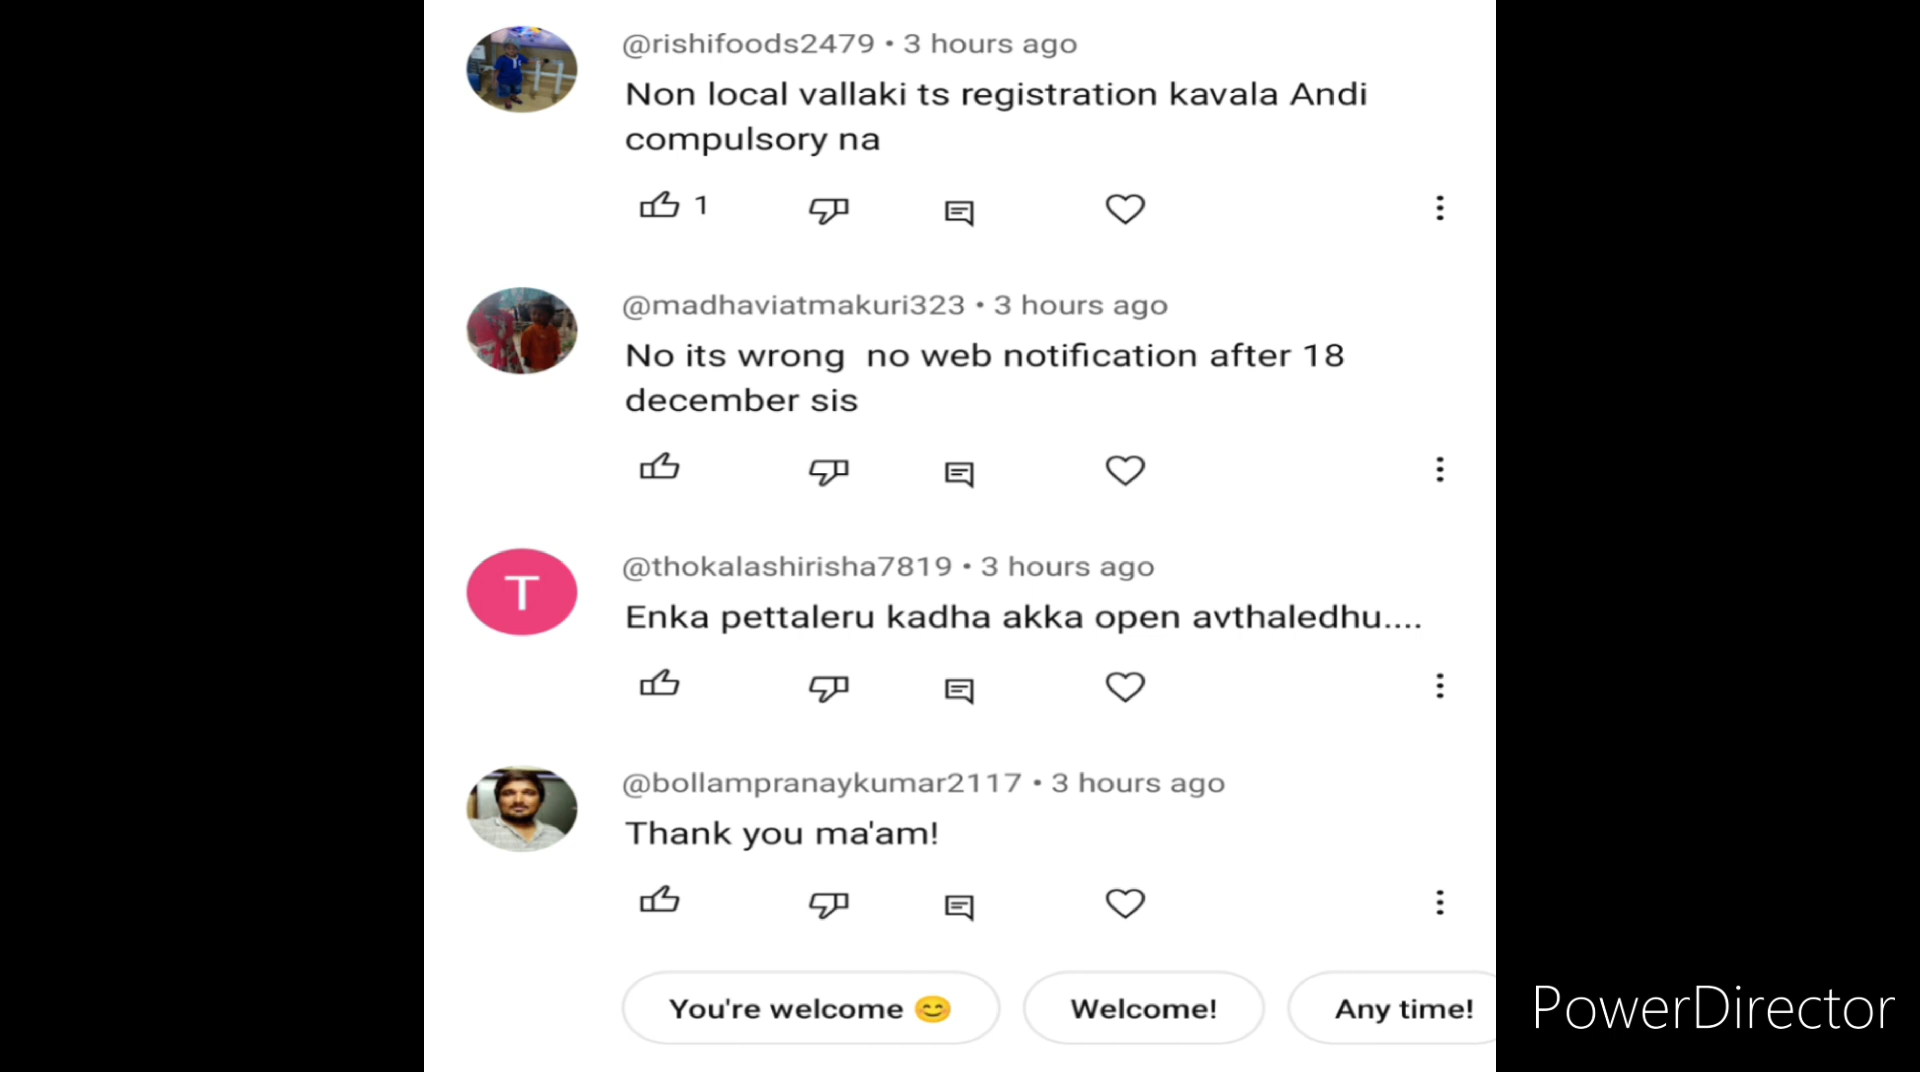 @rishifoods2479 • 3 hours ago
Non local vallaki ts registration kavala Andi
compulsory na
1
@madhaviatmakuri323 • 3 hours ago
No its wrong  no web notification after 18
december sis
T
@thokalashirisha7819 • 3 hours ago
Enka pettaleru kadha akka open avthaledhu....
@bollampranaykumar2117 • 3 hours ago
Thank you ma'am!
You're welcome 😊
Welcome!
Any time!
PowerDirector